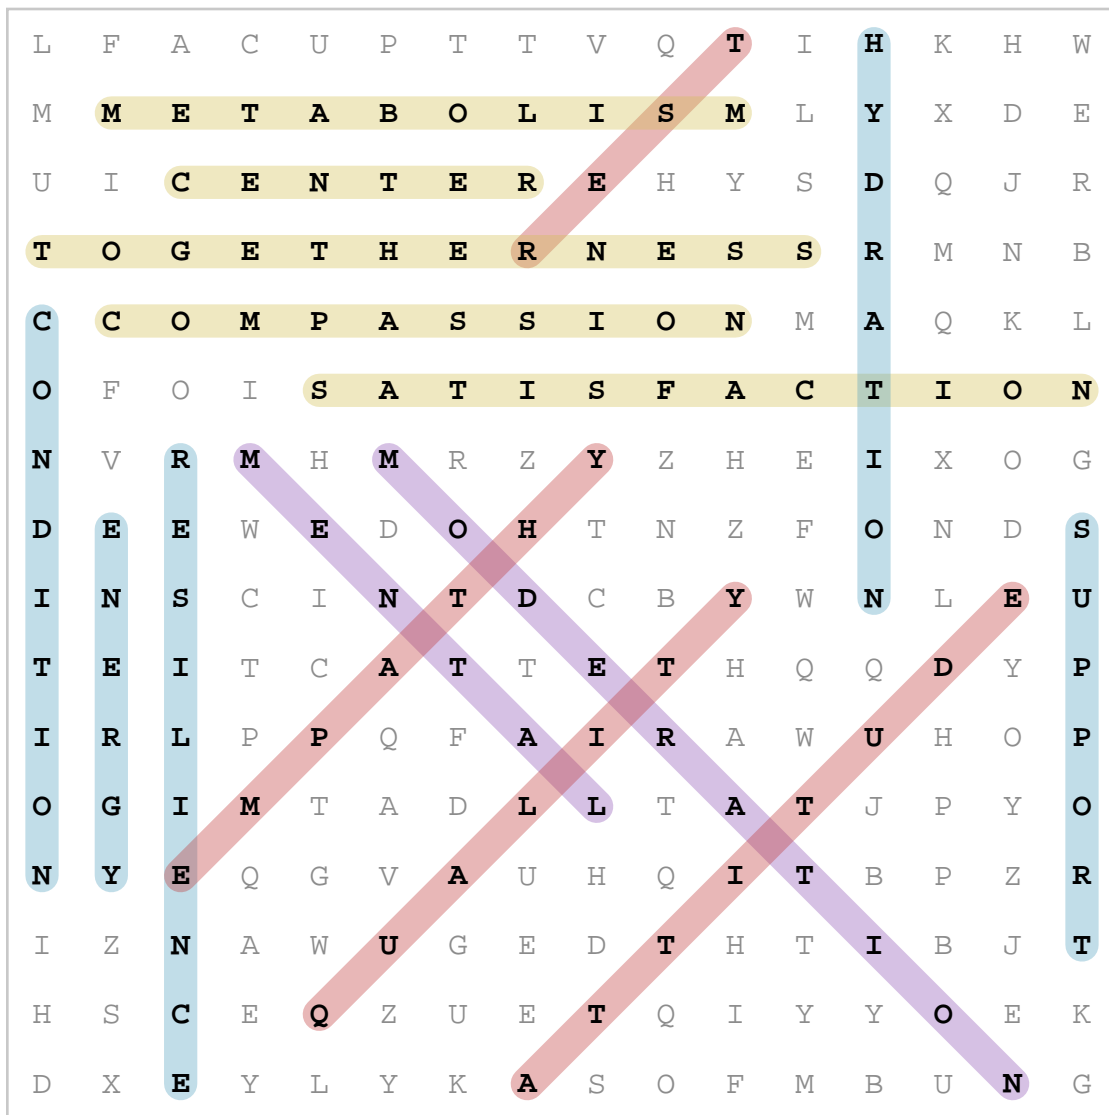 L F A C U P T T V Q T I H K H W
M M E T A B O L I S M L Y X D E
U I C E N T E R E H Y S D Q J R
T O G E T H E R N E S S R M N B
C C O M P A S S I O N M A Q K L
O F O I S A T I S F A C T I O N
N V R M H M R Z Y Z H E I X O G
D E E W E D O H T N Z F O N D S
I N S C I N T D C B Y W N L E U
T E I T C A T T E T H Q Q D Y P
I R L P P Q F A I R A W U H O P
O G I M T A D L L T A T J P Y O
N Y E Q G V A U H Q I T B P Z R
I Z N A W U G E D T H T I B J T
H S C E Q Z U E T Q I Y Y O E K
D X E Y L Y K A S O F M B U N G